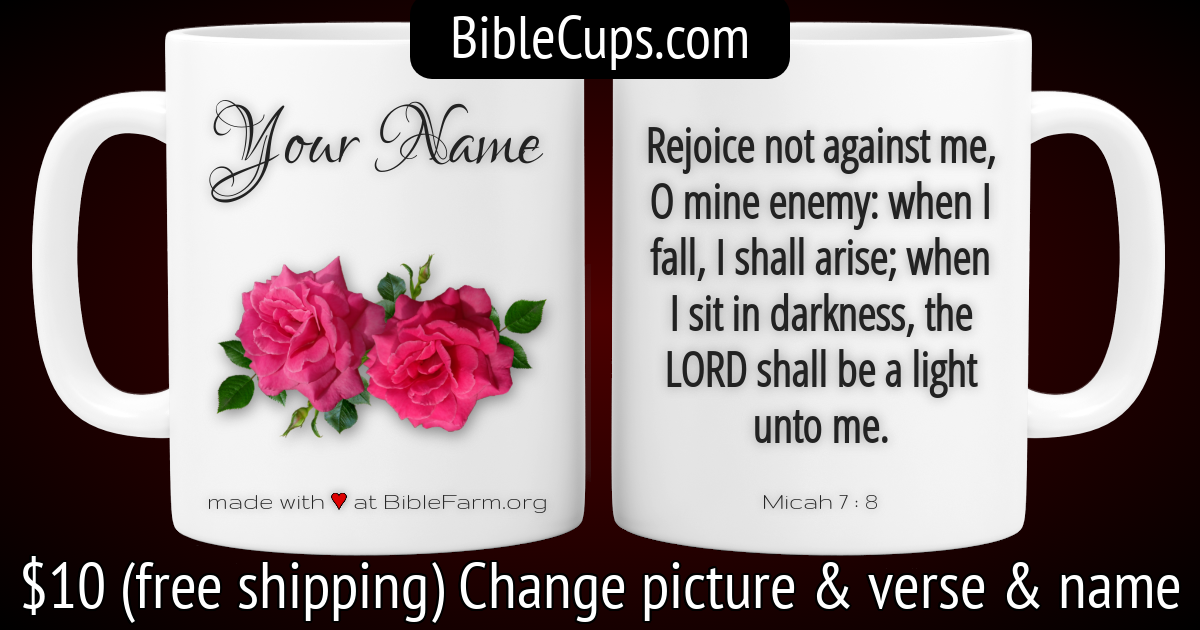 BibleCups.com
Your Name
made with ♥ at BibleFarm.org
Rejoice not against me,
O mine enemy: when I
fall, I shall arise; when
I sit in darkness, the
LORD shall be a light
unto me.
Micah 7 : 8
$10 (free shipping) Change picture & verse & name